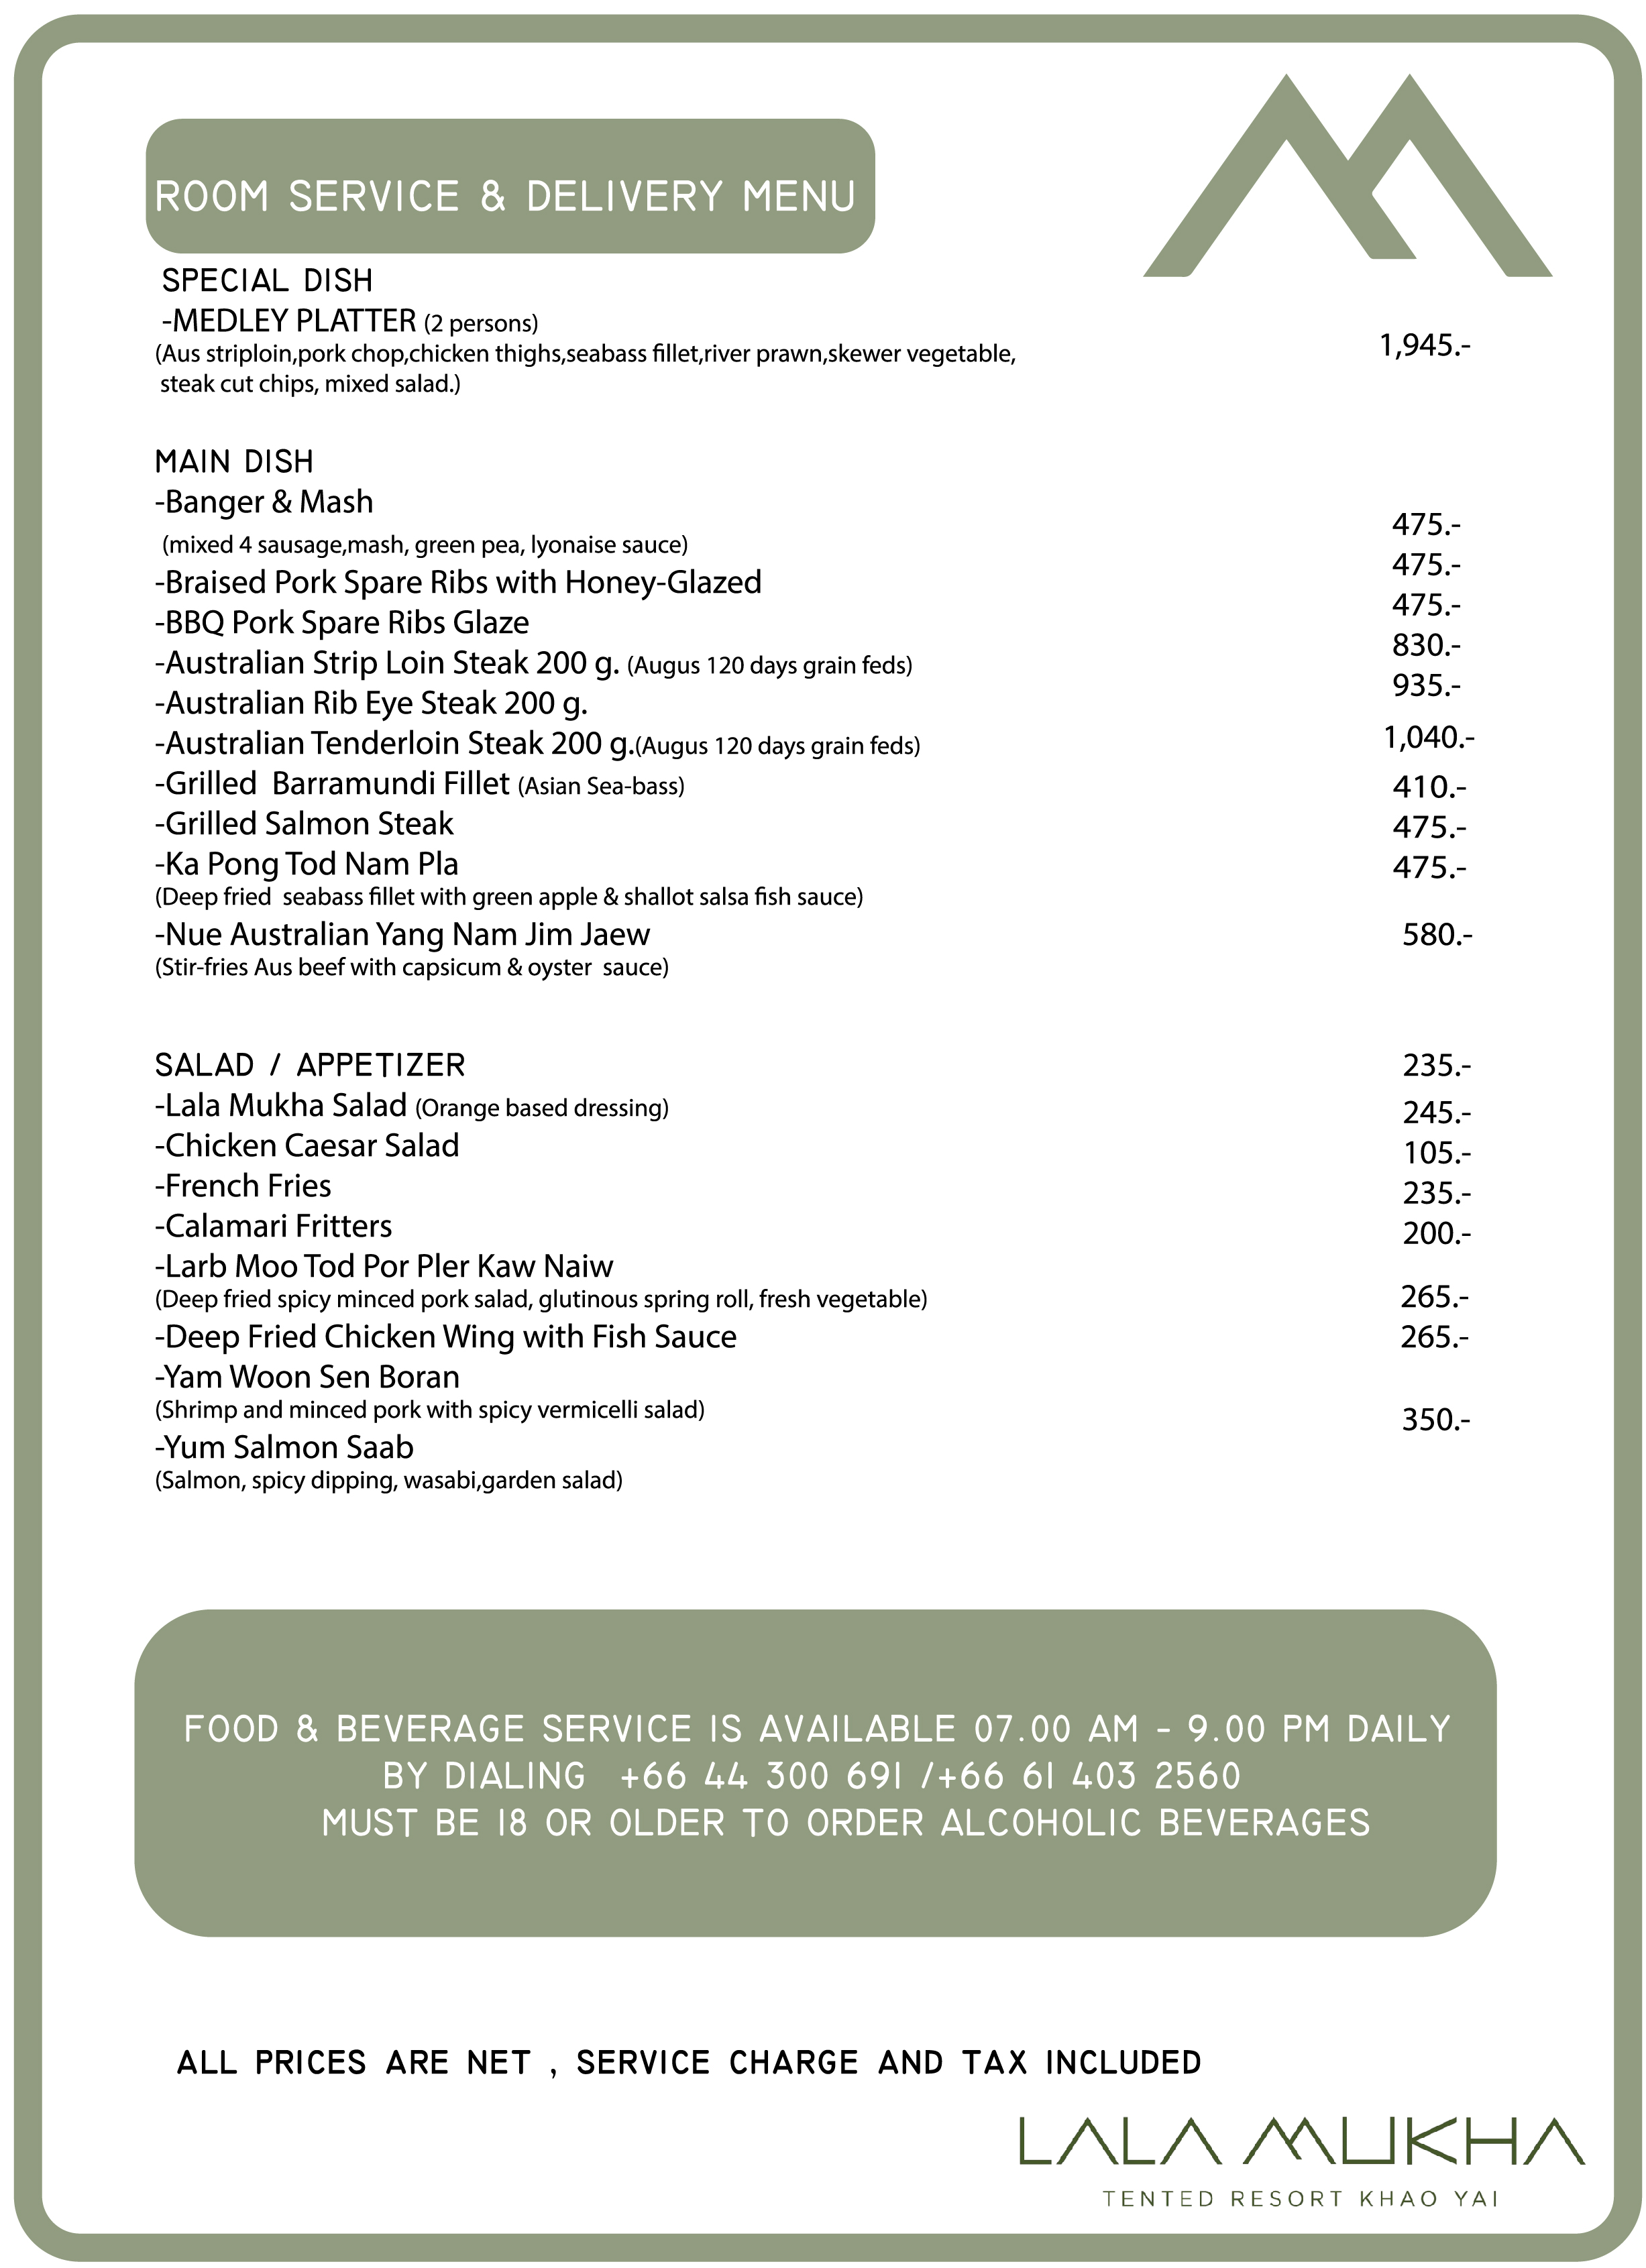 ROOM SERVICE & DELIVERY MENU
SPECIAL DISH
-MEDLEY PLATTER (2 persons)
1,945.-
(Aus striploin,pork chop,chicken thighs,seabass fillet,river prawn,skewer vegetable,
steak cut chips, mixed salad.)
MAIN DISH
-Banger & Mash
475.-
(mixed 4 sausage,mash, green pea, lyonaise sauce)
475.-
-Braised Pork Spare Ribs with Honey-Glazed
475.-
-BBQ Pork Spare Ribs Glaze
830.-
-Australian Strip Loin Steak 200 g. (Augus 120 days grain feds)
935.-
-Australian Rib Eye Steak 200 g.
1,040.-
-Australian Tenderloin Steak 200 g.(Augus 120 days grain feds)
-Grilled  Barramundi Fillet (Asian Sea-bass)
410.-
-Grilled Salmon Steak
475.-
-Ka Pong Tod Nam Pla
475.-
(Deep fried  seabass fillet with green apple & shallot salsa fish sauce)
-Nue Australian Yang Nam Jim Jaew
580.-
(Stir-fries Aus beef with capsicum & oyster  sauce)
SALAD / APPETIZER
235.-
-Lala Mukha Salad (Orange based dressing)
245.-
-Chicken Caesar Salad
105.-
-French Fries
235.-
-Calamari Fritters
200.-
-Larb Moo Tod Por Pler Kaw Naiw
(Deep fried spicy minced pork salad, glutinous spring roll, fresh vegetable)
265.-
-Deep Fried Chicken Wing with Fish Sauce
265.-
-Yam Woon Sen Boran
(Shrimp and minced pork with spicy vermicelli salad)
350.-
-Yum Salmon Saab
(Salmon, spicy dipping, wasabi,garden salad)
FOOD & BEVERAGE SERVICE IS AVAILABLE 07.00 AM - 9.00 PM DAILY
BY DIALING  +66 44 300 691 /+66 61 403 2560
MUST BE 18 OR OLDER TO ORDER ALCOHOLIC BEVERAGES
ALL PRICES ARE NET , SERVICE CHARGE AND TAX INCLUDED
LALA MUKHA
TENTED RESORT KHAO YAI